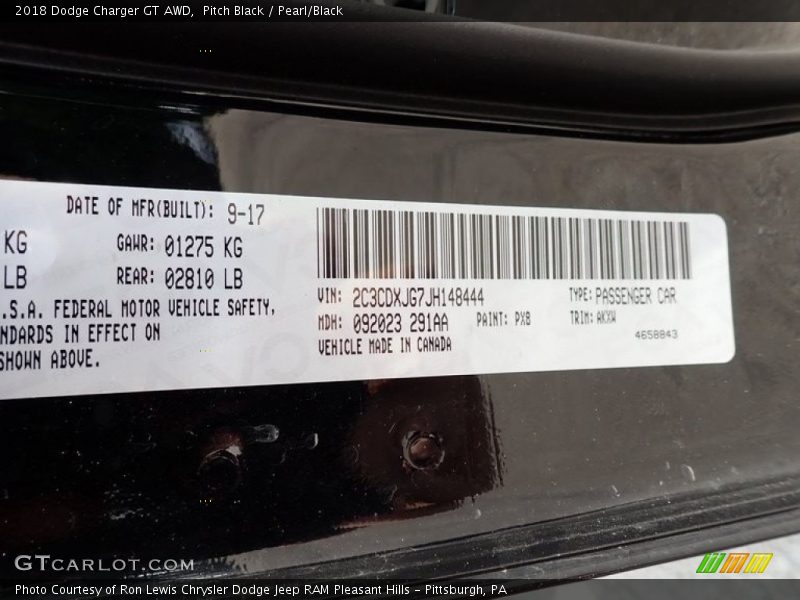 2018 Dodge Charger GT AWD, Pitch Black / Pearl/Black
DATE OF MFR(BUILT): 9-17
KG GAWR: 01275 KG
LB REAR: 02810 LB
.S.A. FEDERAL MOTOR VEHICLE SAFETY,
NDARDS IN EFFECT ON
SHOWN ABOVE.
VIN: 2C3CDXJG7JH148444 TYPE: PASSENGER CAR
MDH: 092023 291AA PAINT: PX8 TRIM: AKXW
VEHICLE MADE IN CANADA 4658843
GTCARLOT.COM
Photo Courtesy of Ron Lewis Chrysler Dodge Jeep RAM Pleasant Hills – Pittsburgh, PA